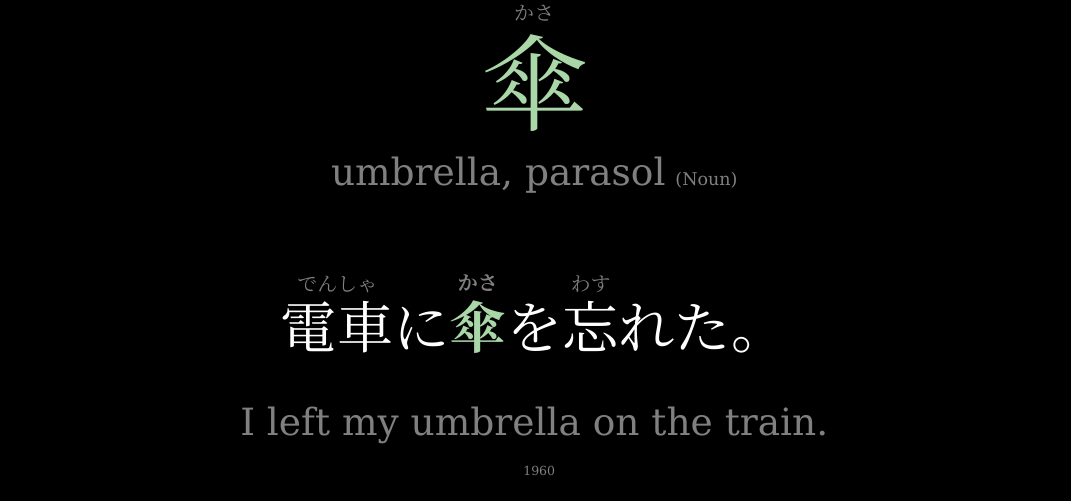 かさ
傘
umbrella, parasol (Noun)
でんしゃ かさ わす
電車に傘を忘れた。
I left my umbrella on the train.
1960